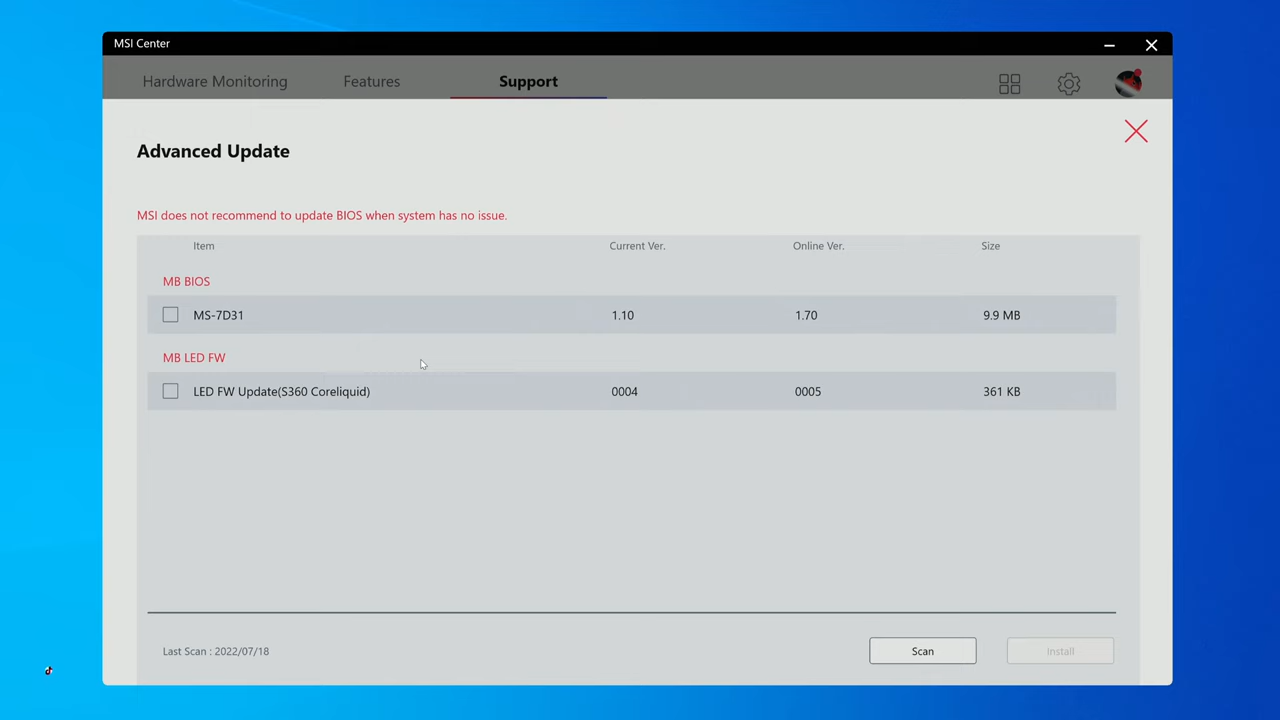 MSI Center
Hardware Monitoring Features Support
Advanced Update
MSI does not recommend to update BIOS when system has no issue.
Item Current Ver. Online Ver. Size
MB BIOS
MS-7D31 1.10 1.70 9.9 MB
MB LED FW
LED FW Update(S360 Coreliquid) 0004 0005 361 KB
Last Scan : 2022/07/18 Scan Install